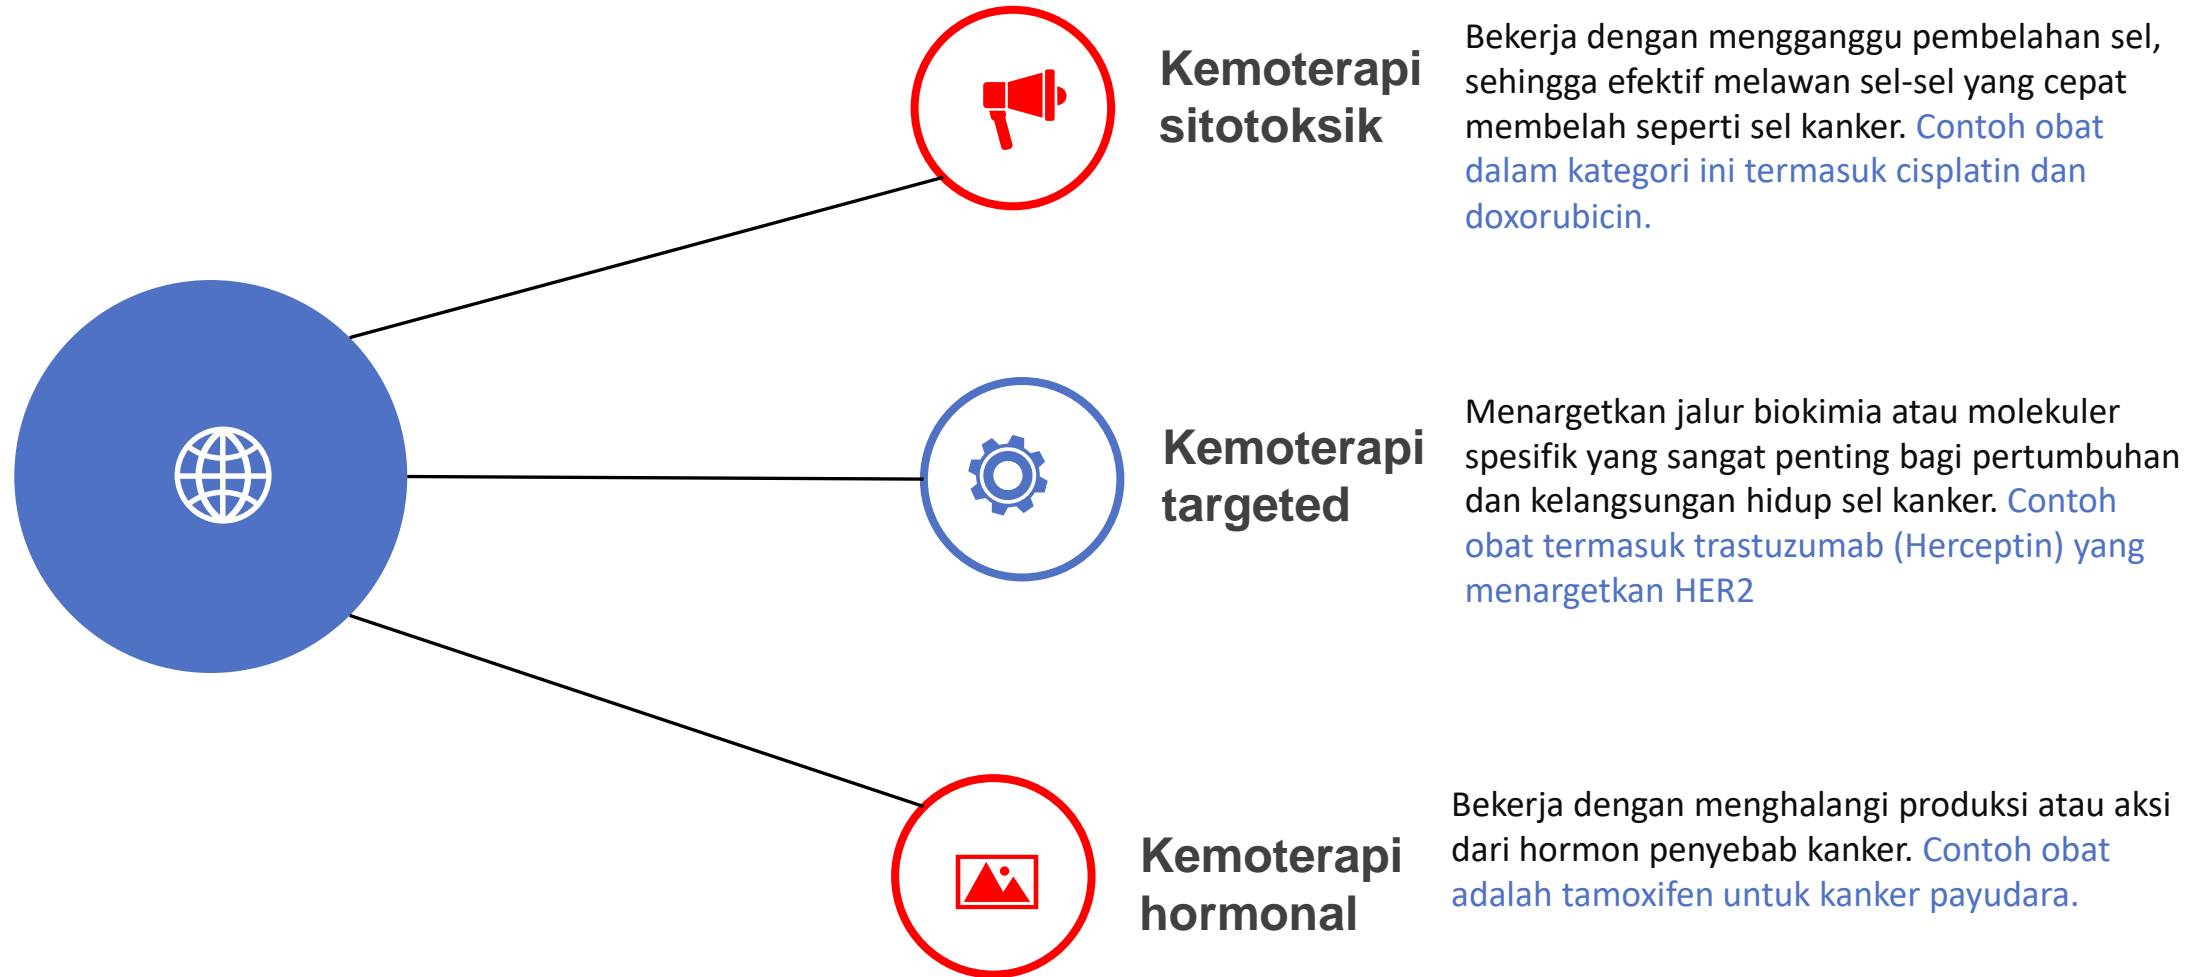 Kemoterapi
sitotoksik
Bekerja dengan mengganggu pembelahan sel,
sehingga efektif melawan sel-sel yang cepat
membelah seperti sel kanker. Contoh obat
dalam kategori ini termasuk cisplatin dan
doxorubicin.
Kemoterapi
targeted
Menargetkan jalur biokimia atau molekuler
spesifik yang sangat penting bagi pertumbuhan
dan kelangsungan hidup sel kanker. Contoh
obat termasuk trastuzumab (Herceptin) yang
menargetkan HER2
Kemoterapi
hormonal
Bekerja dengan menghalangi produksi atau aksi
dari hormon penyebab kanker. Contoh obat
adalah tamoxifen untuk kanker payudara.